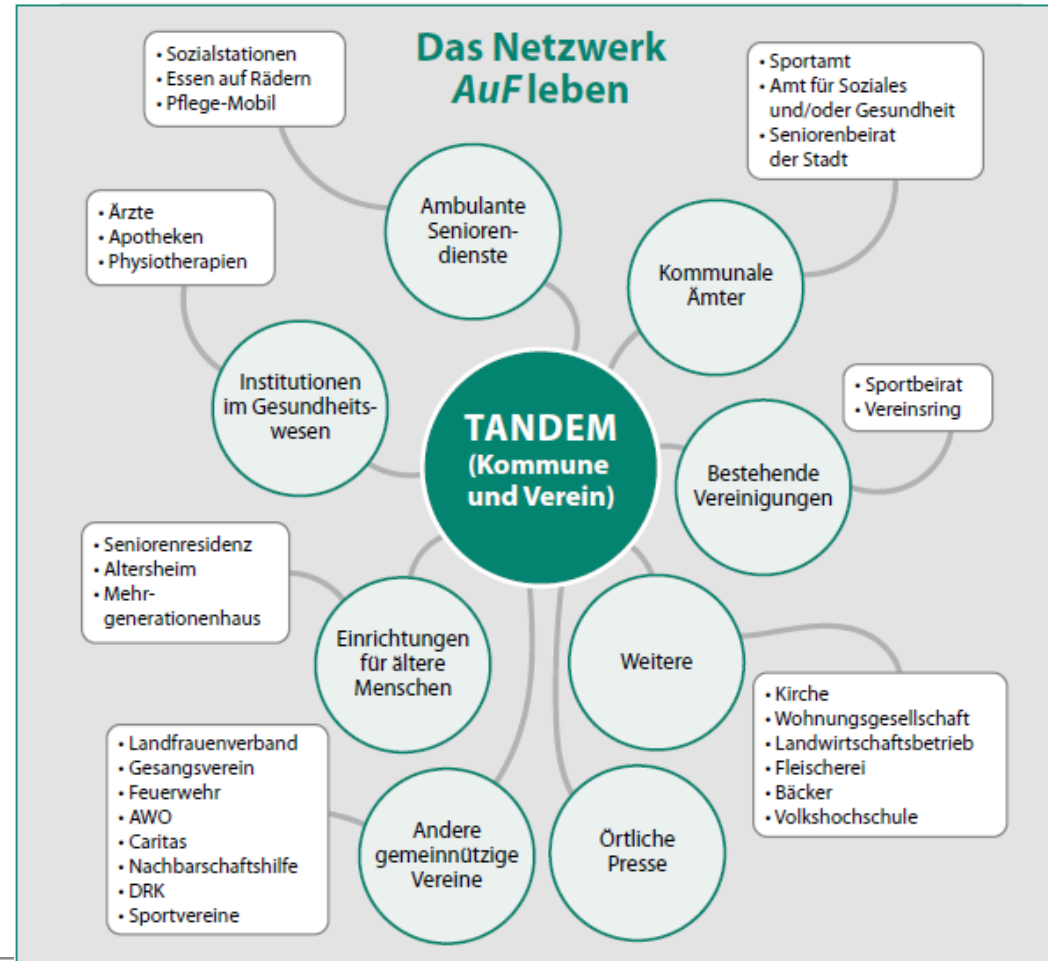 Das Netzwerk
AuF leben
• Sozialstationen
• Essen auf Rädern
• Pflege-Mobil
• Sportamt
• Amt für Soziales
und/oder Gesundheit
• Seniorenbeirat
der Stadt
Ambulante
Senioren-
dienste
• Ärzte
• Apotheken
• Physiotherapien
Kommunale
Ämter
Institutionen
im Gesundheits-
wesen
TANDEM
(Kommune
und Verein)
• Sportbeirat
• Vereinsring
Bestehende
Vereinigungen
• Seniorenresidenz
• Altersheim
• Mehr-
generationenhaus
Einrichtungen
für ältere
Menschen
Weitere
• Kirche
• Wohnungsgesellschaft
• Landwirtschaftsbetrieb
• Fleischerei
• Bäcker
• Volkshochschule
• Landfrauenverband
• Gesangsverein
• Feuerwehr
• AWO
• Caritas
• Nachbarschaftshilfe
• DRK
• Sportvereine
Andere
gemeinnützige
Vereine
Örtliche
Presse